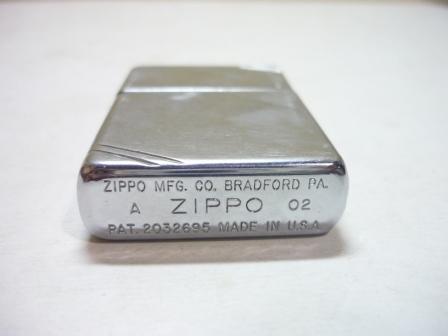 ZIPPO MFG. CO. BRADFORD PA.
A ZIPPO 02
PAT. 2032695 MADE IN U.S.A